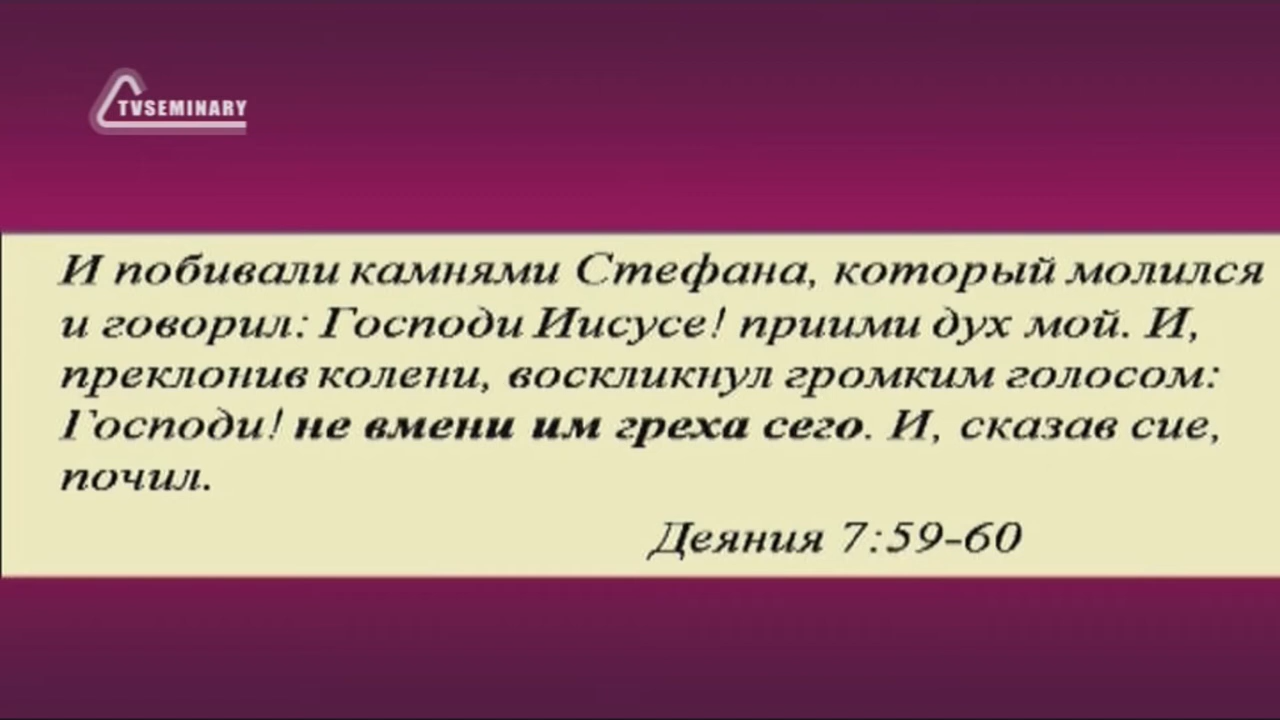 TVSEMINARY
И побивали камнями Стефана, который молился
и говорил: Господи Иисусе! приими дух мой. И,
преклонив колени, воскликнул громким голосом:
Господи! не вмени им греха сего. И, сказав сие,
почил.
Деяния 7:59-60